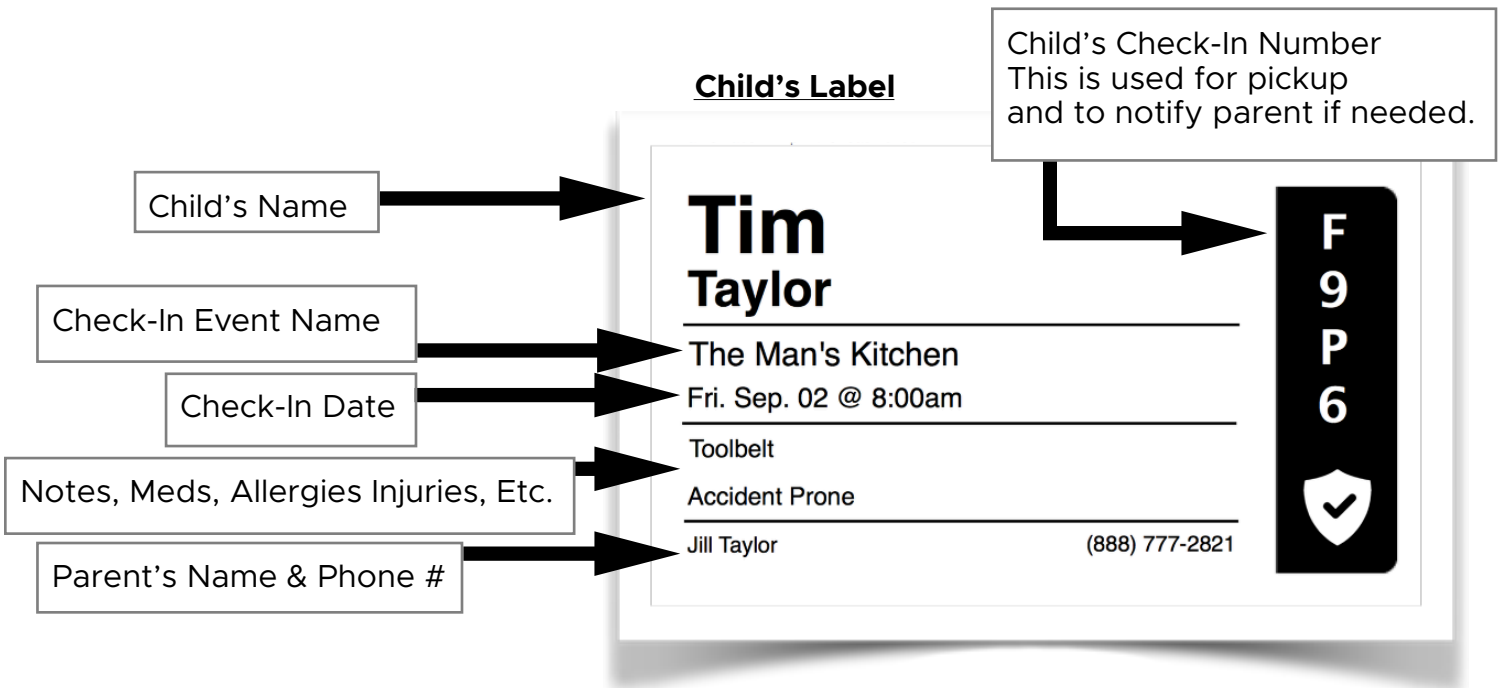 Child's Label
Child's Check-In Number
This is used for pickup
and to notify parent if needed.
Child's Name
Check-In Event Name
Check-In Date
Notes, Meds, Allergies Injuries, Etc.
Parent's Name & Phone #
Tim
Taylor
The Man's Kitchen
Fri. Sep. 02 @ 8:00am
Toolbelt
Accident Prone
Jill Taylor (888) 777-2821
F
9
P
6